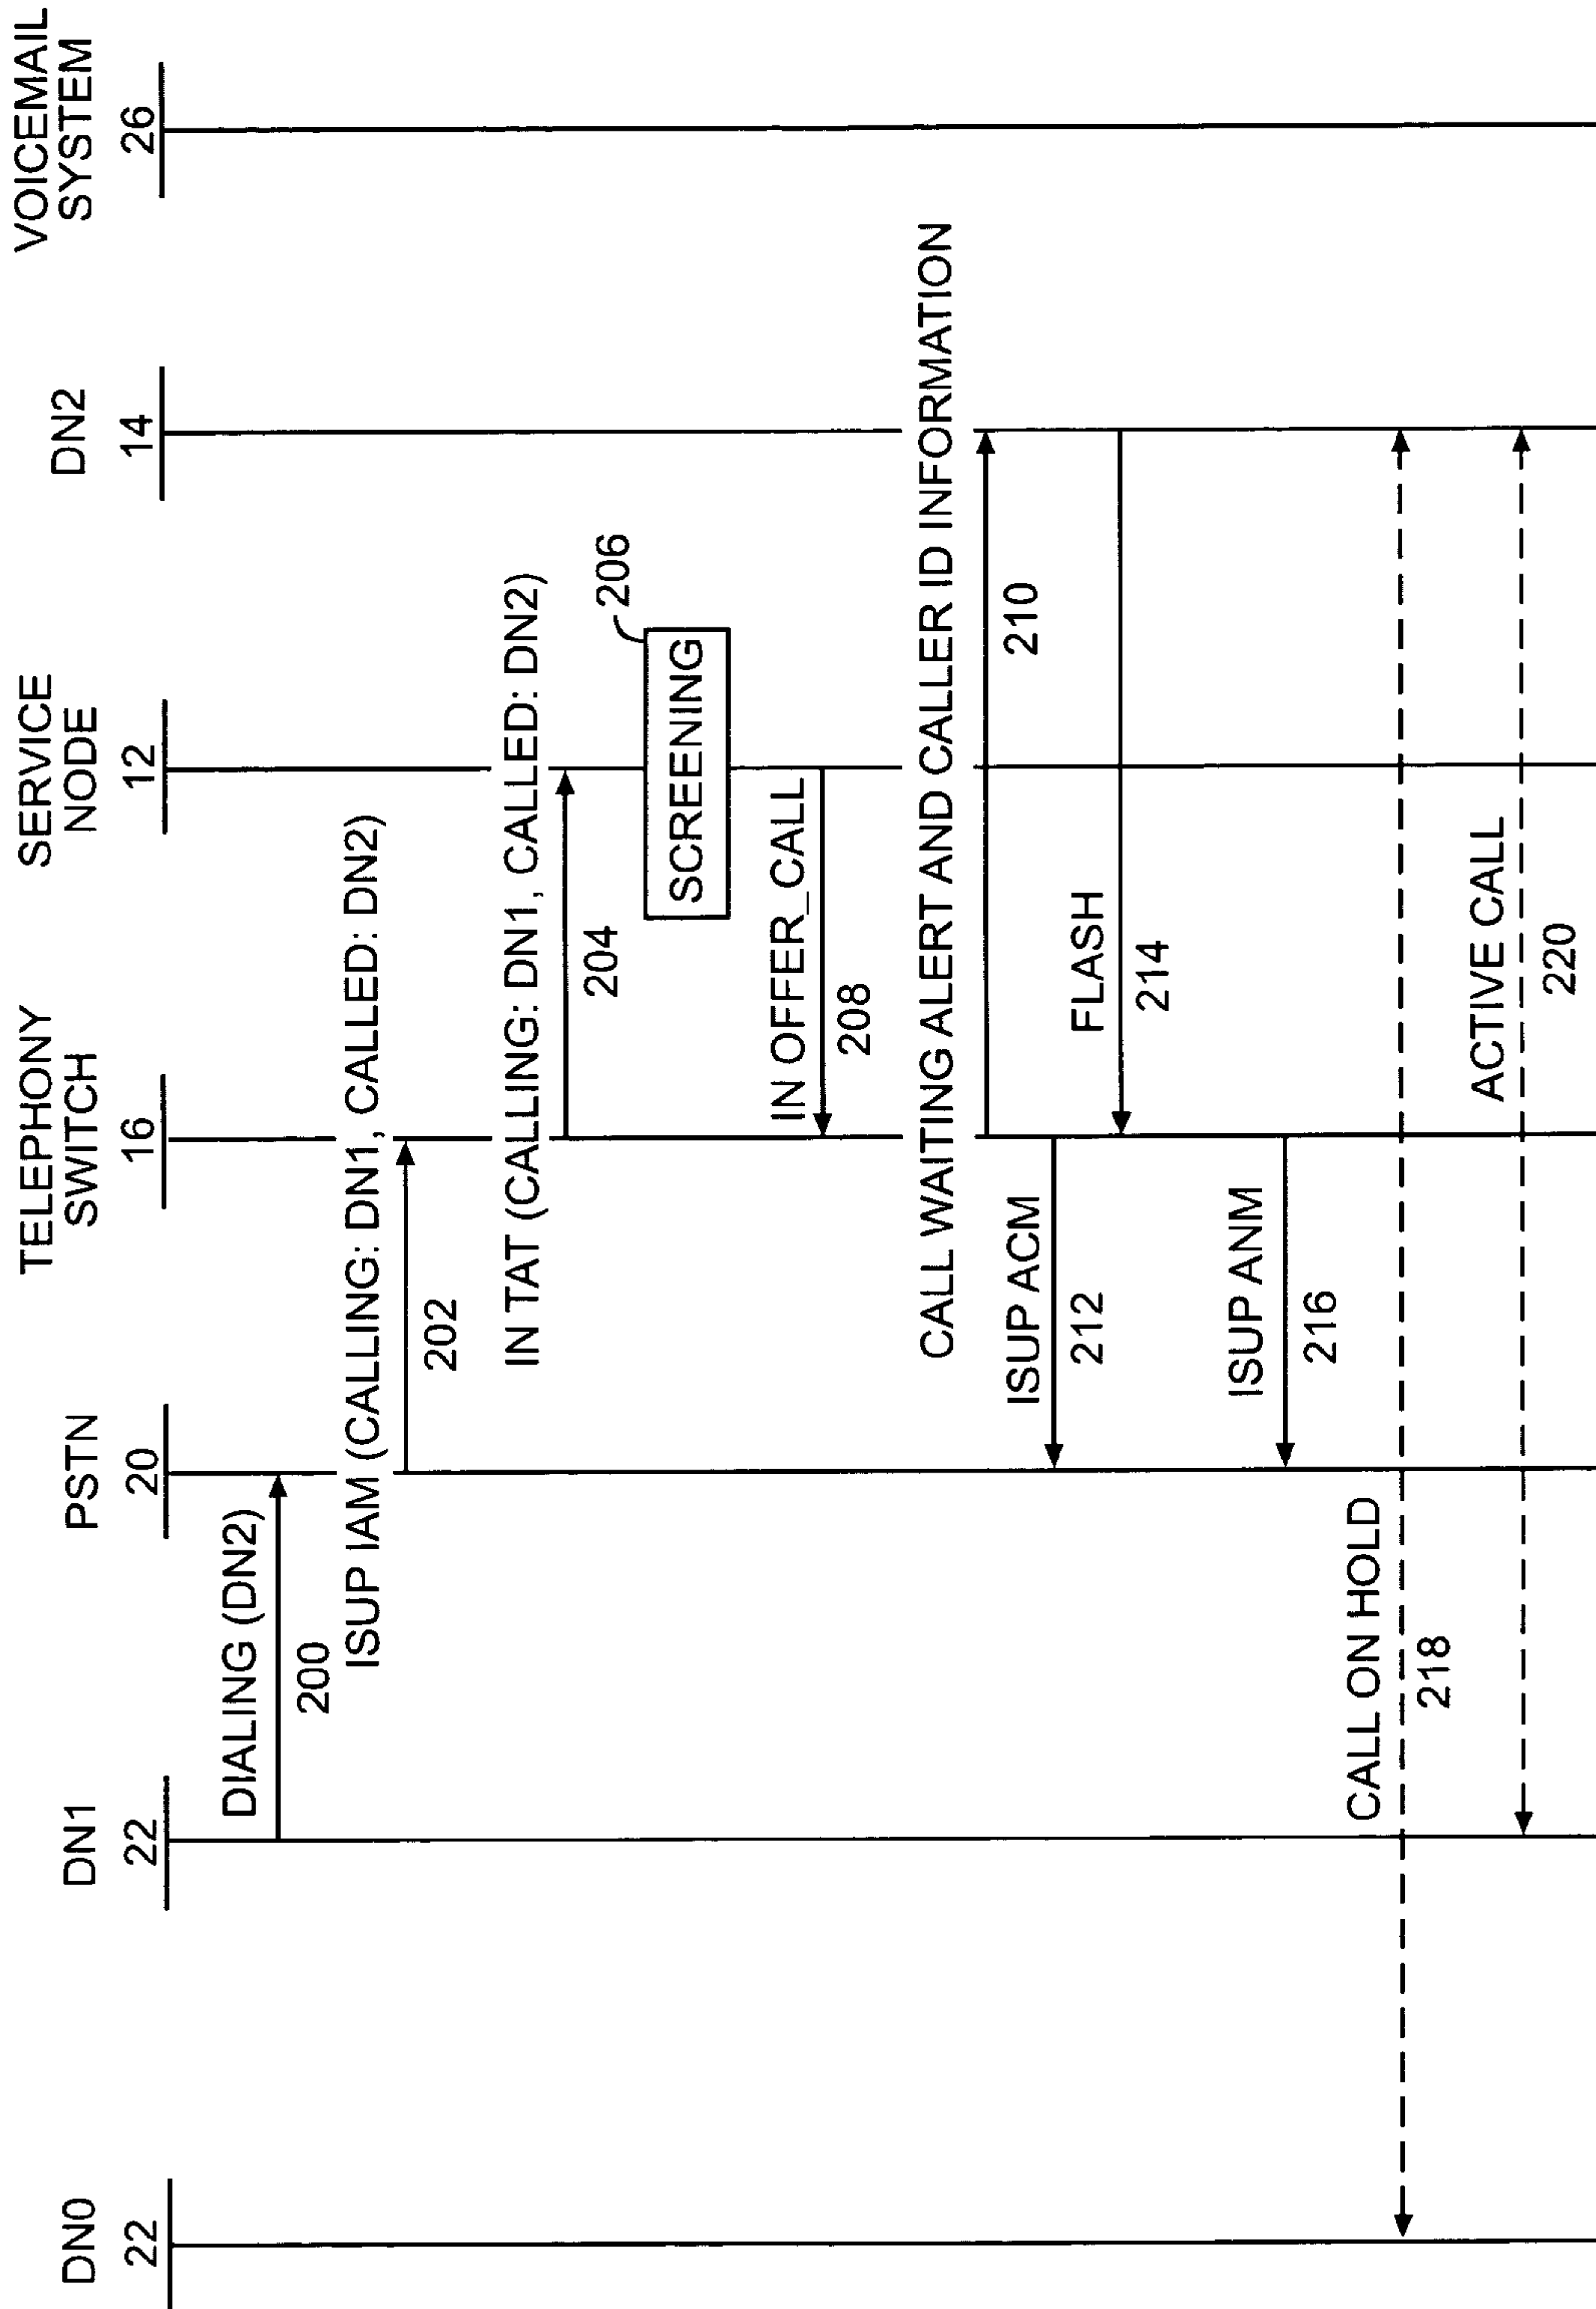 DN0
22
DN1
22
PSTN
20
TELEPHONY
SWITCH
16
SERVICE
NODE
12
DN2
14
VOICEMAIL
SYSTEM
26
DIALING (DN2)
200
ISUP IAM (CALLING: DN1, CALLED: DN2)
202
IN TAT (CALLING: DN1, CALLED: DN2)
204
206
SCREENING
IN OFFER_CALL
208
CALL WAITING ALERT AND CALLER ID INFORMATION
210
ISUP ACM
212
FLASH
214
ISUP ANM
216
CALL ON HOLD
218
ACTIVE CALL
220